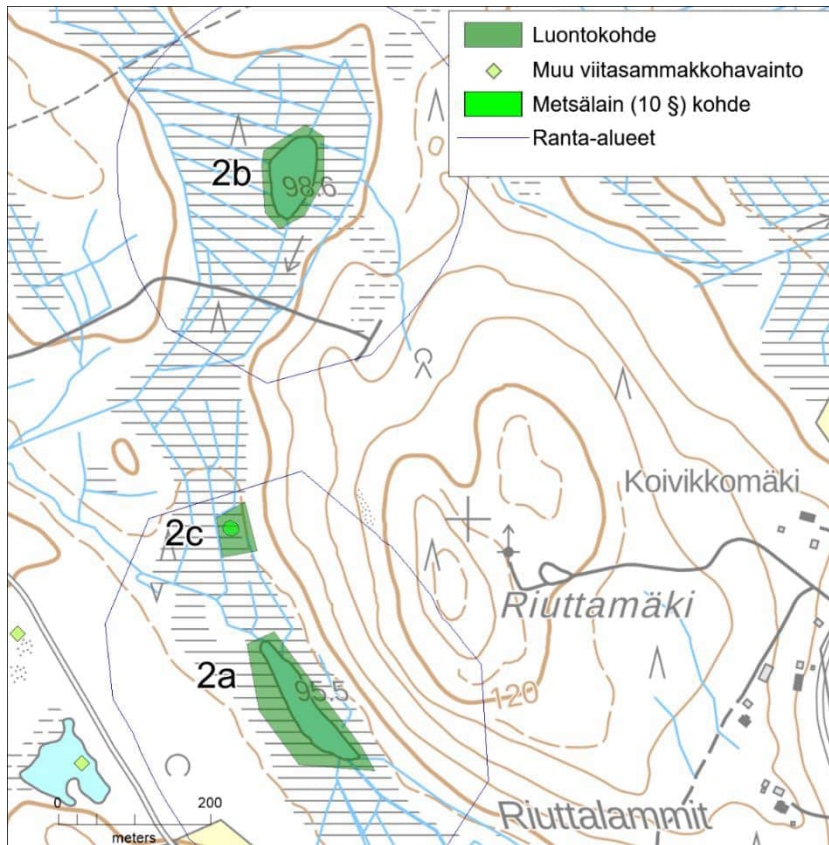 Luontokohde
Muu viitasammakkohavainto
Metsälain (10 §) kohde
Ranta-alueet
2b
98.6
Koivikkomäki
2c
Riuttamäki
2a
95.5
120
0 200
meters
Riuttalammit